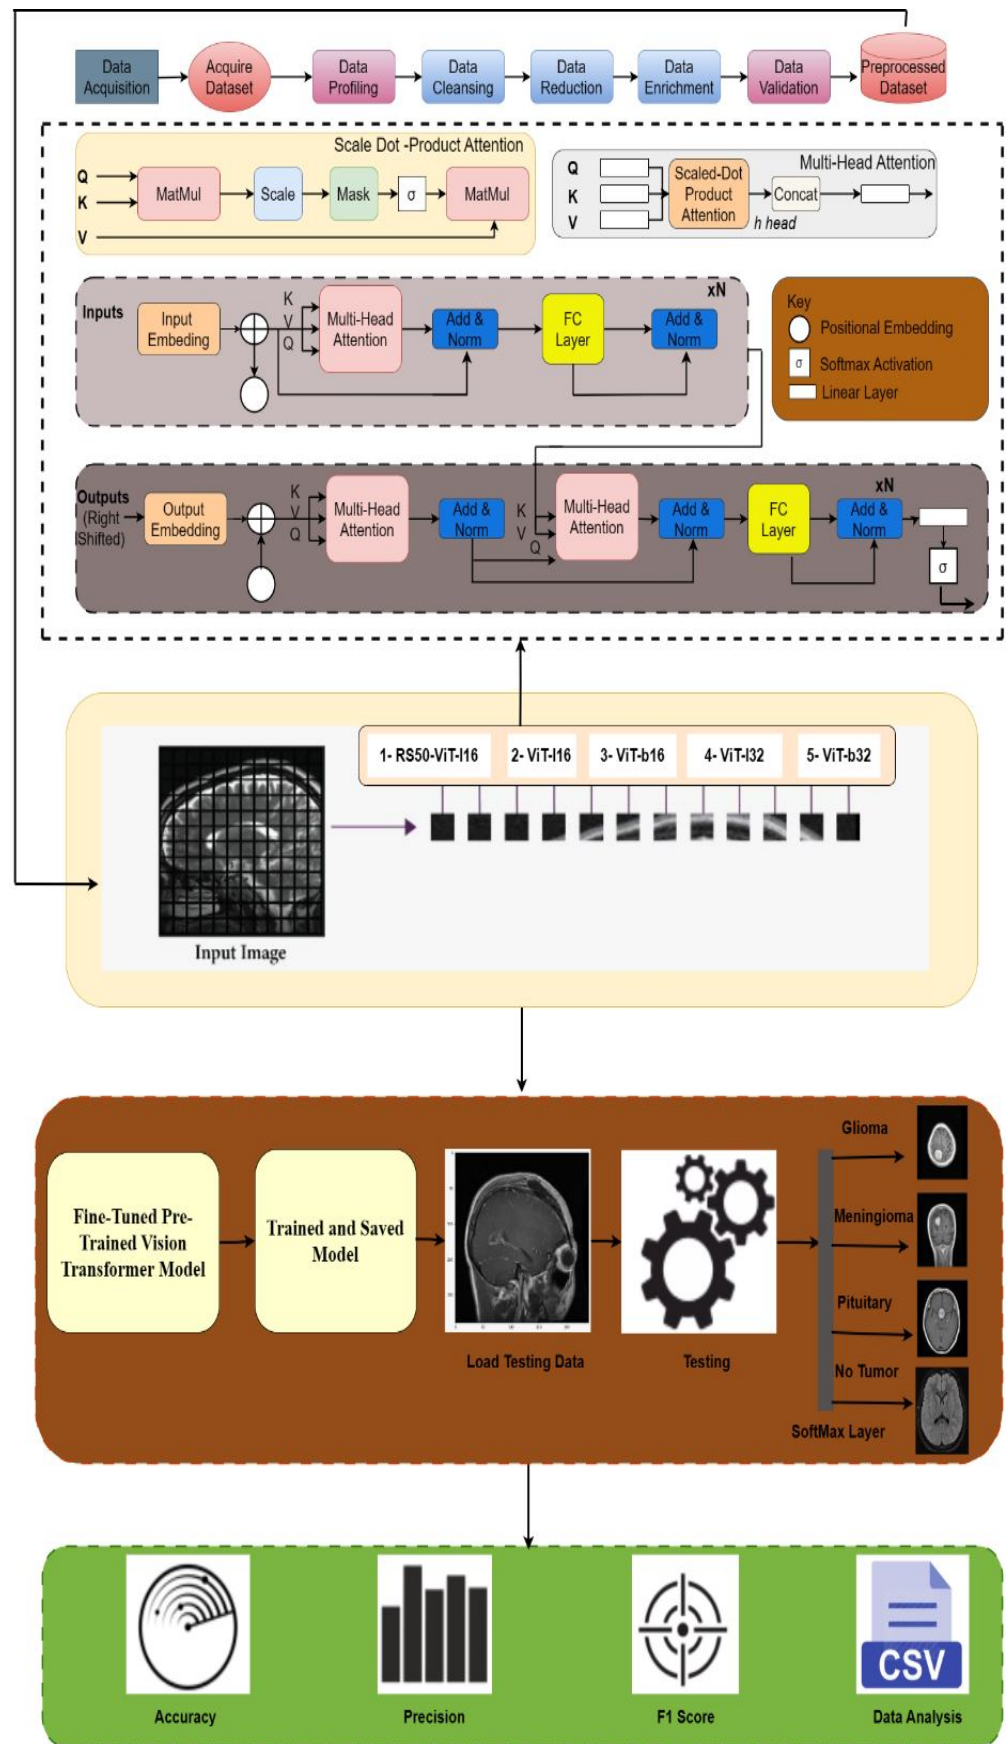 Data
Acquisition
Acquire
Dataset
Data
Profiling
Data
Cleansing
Data
Reduction
Data
Enrichment
Data
Validation
Preprocessed
Dataset
Scale Dot -Product Attention
Q
K
V
MatMul
Scale
Mask
σ
MatMul
Multi-Head Attention
Q
K
V
Scaled-Dot
Product
Attention
h head
Concat
Inputs
Input
Embeding
K
V
Q
Multi-Head
Attention
Add &
Norm
FC
Layer
Add &
Norm
xN
Key
Positional Embedding
σ
Softmax Activation
Linear Layer
Outputs
(Right
Shifted)
Output
Embedding
K
V
Q
Multi-Head
Attention
Add &
Norm
K
V
Q
Multi-Head
Attention
Add &
Norm
FC
Layer
xN
Add &
Norm
σ
1- RS50-ViT-l16
2- ViT-l16
3- ViT-b16
4- ViT-l32
5- ViT-b32
Input Image
Fine-Tuned Pre-
Trained Vision
Transformer Model
Trained and Saved
Model
Load Testing Data
Testing
Glioma
Meningioma
Pituitary
No Tumor
SoftMax Layer
Accuracy
Precision
F1 Score
CSV
Data Analysis